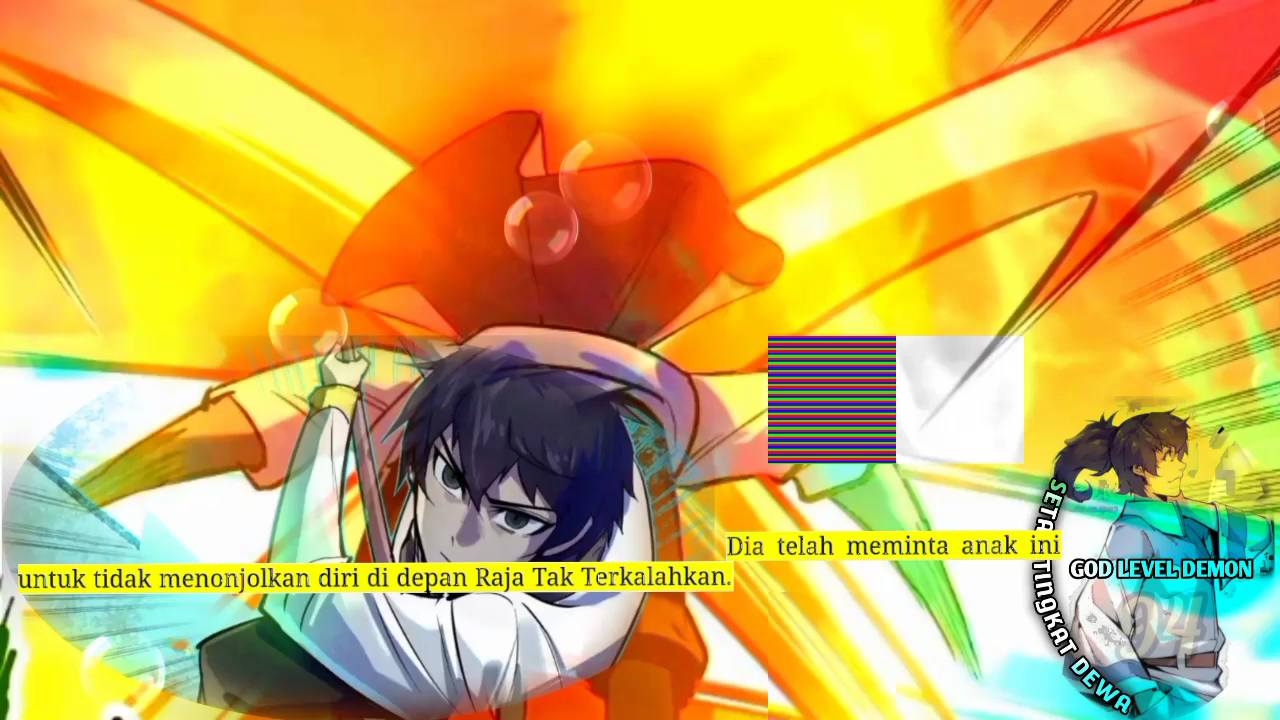 Dia telah meminta anak ini
untuk tidak menonjolkan diri di depan Raja Tak Terkalahkan.
GOD LEVEL DEMON
94
SETAN TINGKAT DEWA